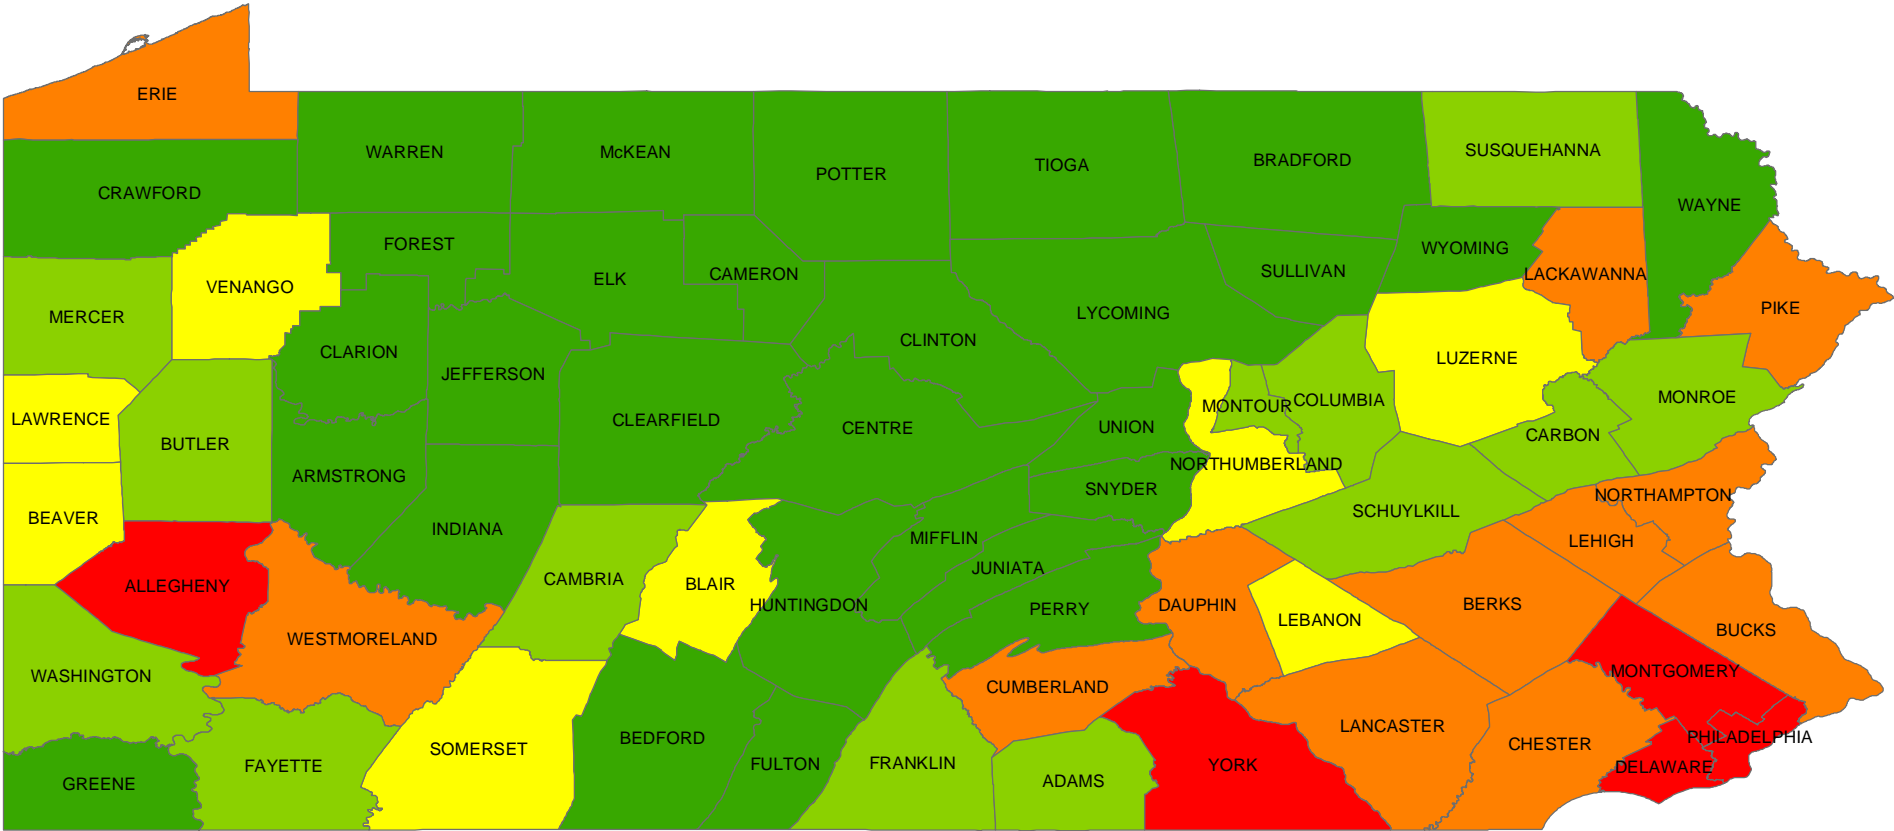 ERIE
WARREN
McKEAN
POTTER
TIOGA
BRADFORD
SUSQUEHANNA
WAYNE
CRAWFORD
FOREST
ELK
CAMERON
SULLIVAN
WYOMING
LACKAWANNA
PIKE
VENANGO
MERCER
CLARION
JEFFERSON
CLINTON
LYCOMING
LUZERNE
MONROE
LAWRENCE
BUTLER
CLEARFIELD
CENTRE
UNION
MONTOUR
COLUMBIA
CARBON
ARMSTRONG
NORTHUMBERLAND
SNYDER
NORTHAMPTON
BEAVER
INDIANA
SCHUYLKILL
LEHIGH
MIFFLIN
JUNIATA
ALLEGHENY
CAMBRIA
BLAIR
HUNTINGDON
PERRY
DAUPHIN
LEBANON
BERKS
BUCKS
WESTMORELAND
WASHINGTON
CUMBERLAND
MONTGOMERY
SOMERSET
BEDFORD
LANCASTER
CHESTER
PHILADELPHIA
GREENE
FAYETTE
FULTON
FRANKLIN
ADAMS
YORK
DELAWARE